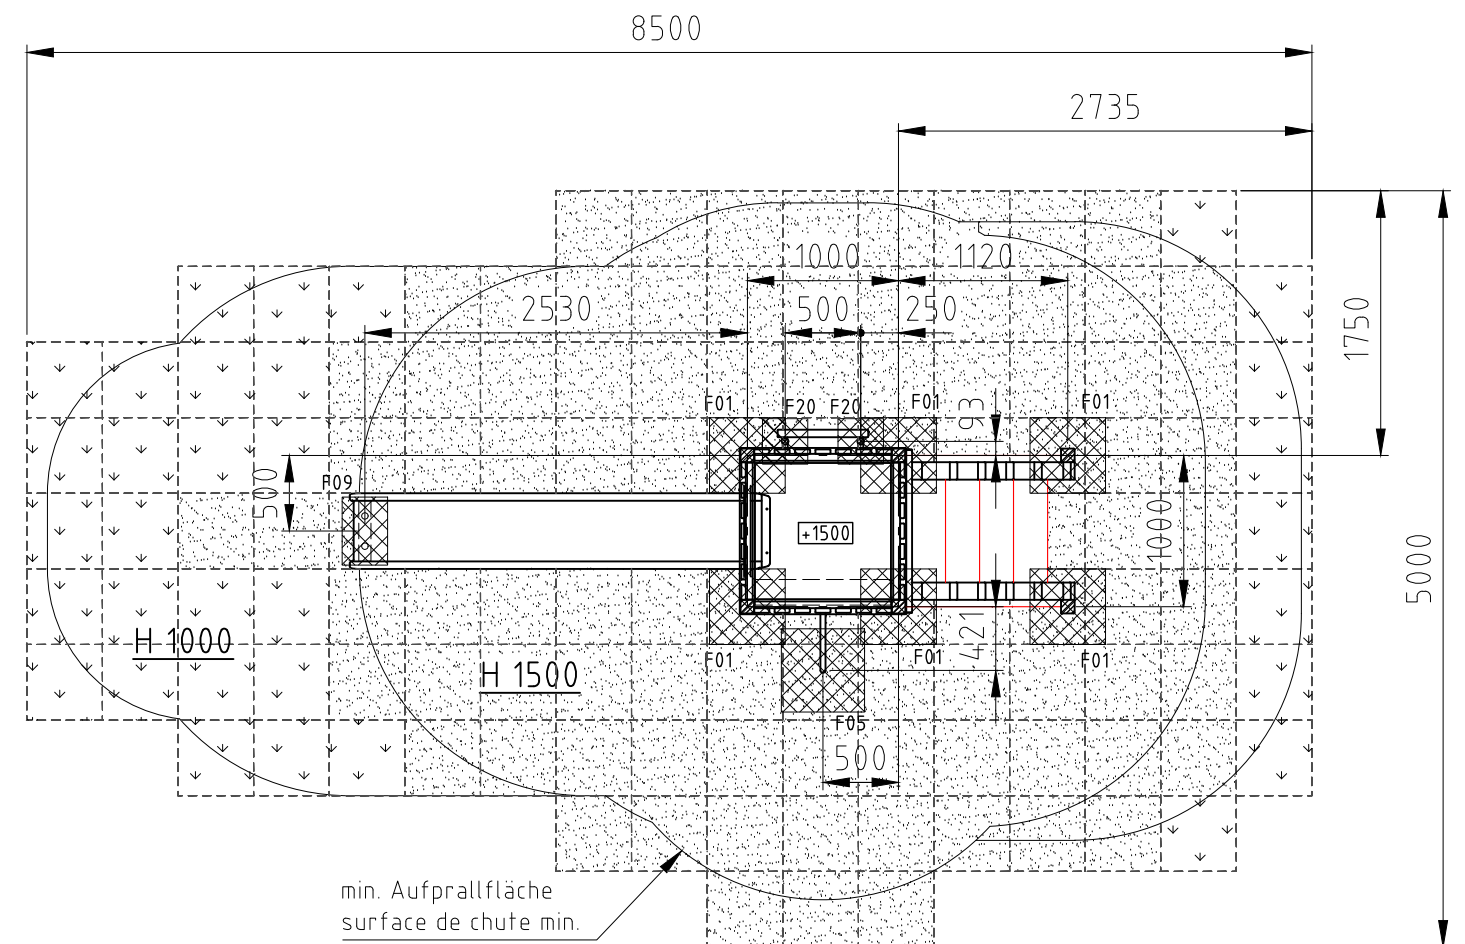 8500
2735
1000
1120
2530
500
250
1750
F01
F20
F20
F01
93
F01
500
F09
+1500
1000
5000
H 1000
H 1500
F01
F01
421
F01
F05
500
min. Aufprallfläche
surface de chute min.